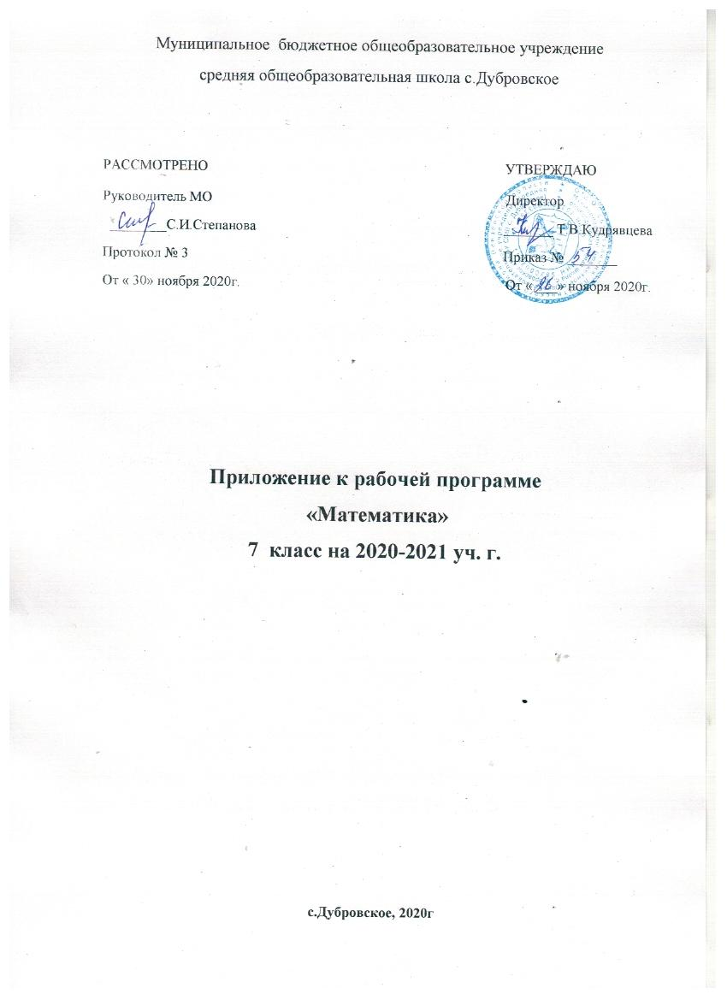 Муниципальное  бюджетное общеобразовательное учреждение
средняя общеобразовательная школа с.Дубровское
РАССМОТРЕНО
Руководитель МО
________С.И.Степанова
Протокол № 3
От « 30» ноября 2020г.
УТВЕРЖДАЮ
Директор
_______Т В Кудрявцева
Приказ № 54
От « 26 » ноября 2020г.
Приложение к рабочей программе
«Математика»
7  класс на 2020-2021 уч. г.
с.Дубровское, 2020г